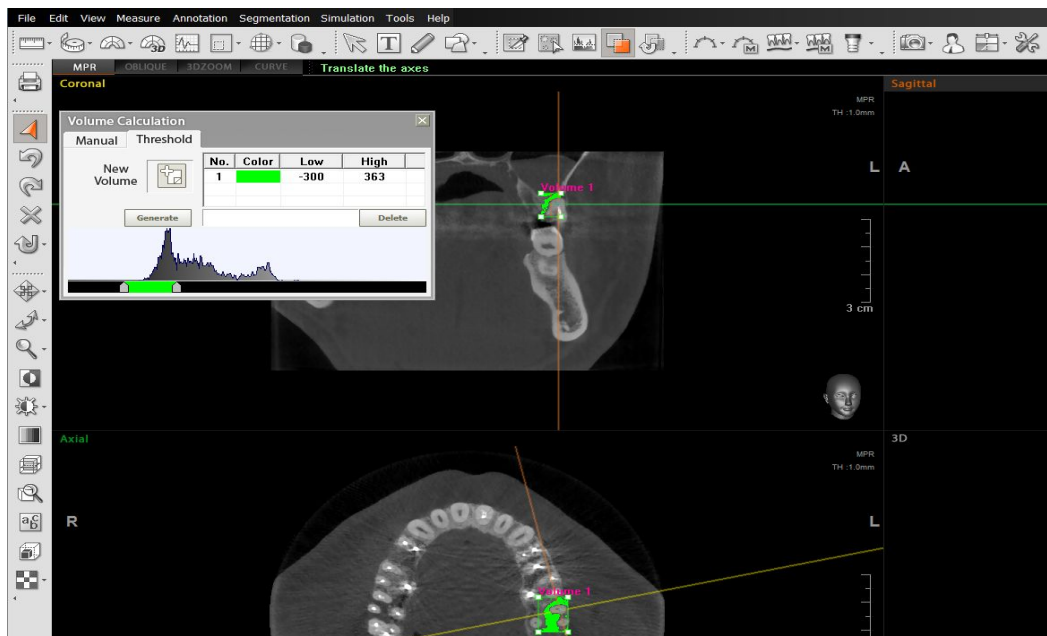 File Edit View Measure Annotation Segmentation Simulation Tools Help
MPR OBLIQUE 3DZOOM CURVE Translate the axes
Coronal
Sagittal
MPR
TH :1.0mm
L
A
Volume Calculation
Manual Threshold
New
Volume
No. Color Low High
1 -300 363
Generate Delete
Volume 1
3 cm
Axial
3D
MPR
TH :1.0mm
R
L
Volume 1